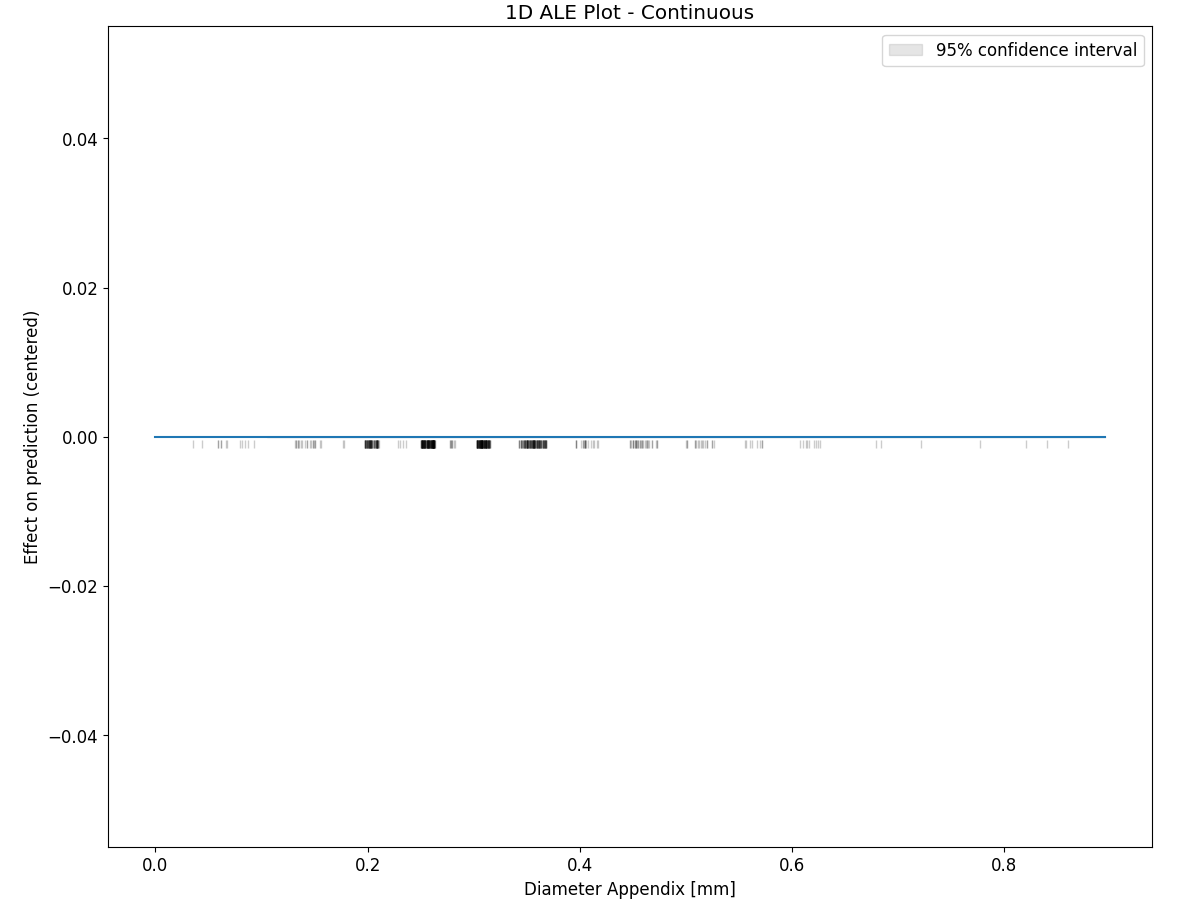 1D ALE Plot - Continuous
95% confidence interval
0.04
0.02
0.00
−0.02
−0.04
Effect on prediction (centered)
0.0 0.2 0.4 0.6 0.8
Diameter Appendix [mm]